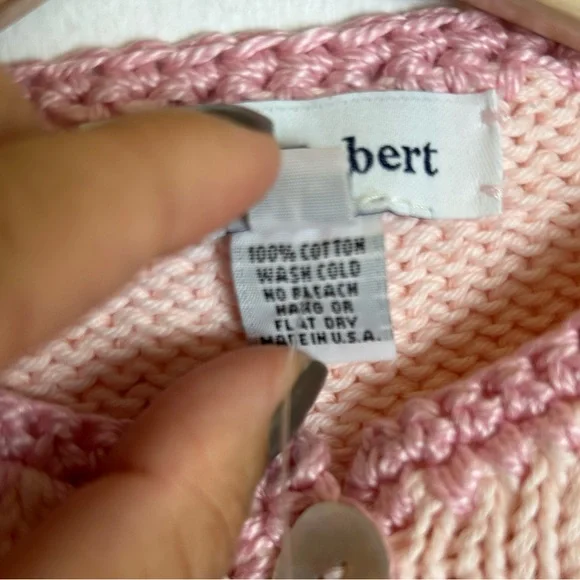 bert
100% COTTON
WASH COLD
NO BLEACH
HANG OR
FLAT DRY
MADE IN U.S.A.